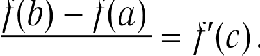 f(b) − f(a) = f′(c).